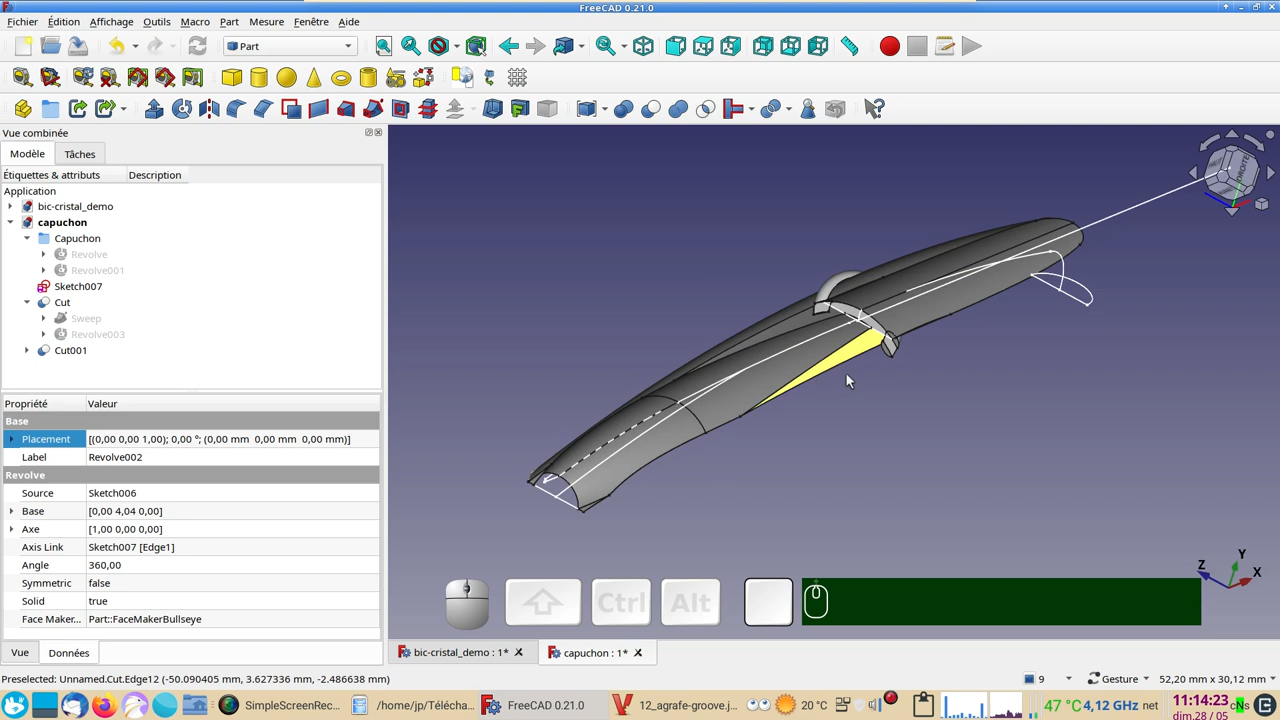 FreeCAD 0.21.0
Fichier Édition Affichage Outils Macro Part Mesure Fenêtre Aide
Part
Vue combinée
Modèle Tâches
Étiquettes & attributs Description
Application
bic-cristal_demo
capuchon
Capuchon
Revolve
Revolve001
Sketch007
Cut
Sweep
Revolve003
Cut001
Propriété Valeur
Base
Placement [(0,00 0,00 1,00); 0,00 °; (0,00 mm 0,00 mm 0,00 mm)]
Label Revolve002
Revolve
Source Sketch006
Base [0,00 4,04 0,00]
Axe [1,00 0,00 0,00]
Axis Link Sketch007 [Edge1]
Angle 360,00
Symmetric false
Solid true
Face Maker... Part::FaceMakerBullseye
Z Y X
Ctrl Alt
Vue Données
bic-cristal_demo : 1* capuchon : 1*
Preselected: Unnamed.Cut.Edge12 (-50.090405 mm, 3.627336 mm, -2.486638 mm) 9 Gesture 52,20 mm x 30,12 mm
SimpleScreenRec... /home/jp/Télécha... FreeCAD 0.21.0 12_agrafe-groove.j... 20 °C 47 °C 4,12 GHz net 11:14:23
dim.28 / 05